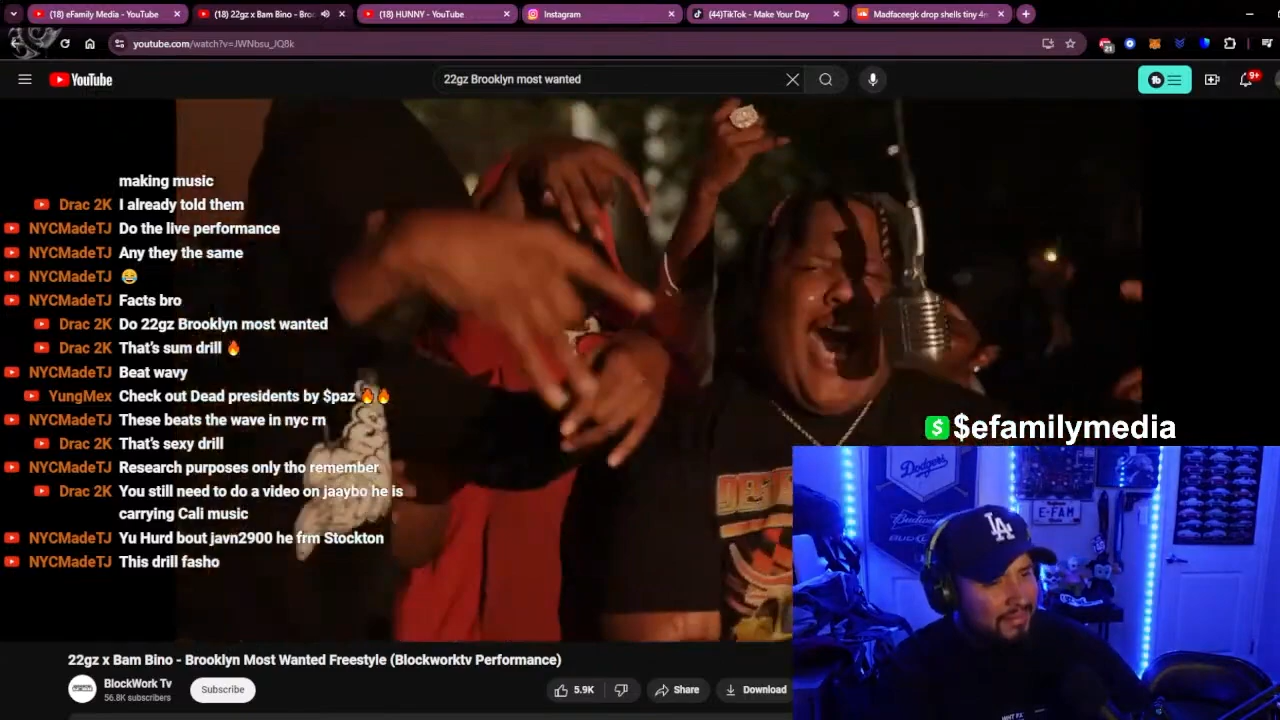 (18) eFamily Media - YouTube
(18) 22gz x Bam Bino - Bro
(18) HUNNY - YouTube
Instagram
(44)TikTok - Make Your Day
Madfaceegk drop shells tiny 4
youtube.com/watch?v=JWNbsu_JQ8k
21
YouTube
22gz Brooklyn most wanted
9+
making music
Drac 2K I already told them
NYCMadeTJ Do the live performance
NYCMadeTJ Any they the same
NYCMadeTJ 😂
NYCMadeTJ Facts bro
Drac 2K Do 22gz Brooklyn most wanted
Drac 2K That's sum drill 🔥
NYCMadeTJ Beat wavy
YungMex Check out Dead presidents by $paz 🔥🔥
NYCMadeTJ These beats the wave in nyc rn
Drac 2K That's sexy drill
NYCMadeTJ Research purposes only tho remember
Drac 2K You still need to do a video on jaaybo he is
carrying Cali music
NYCMadeTJ Yu Hurd bout javn2900 he frm Stockton
NYCMadeTJ This drill fasho
$efamilymedia
Dodgers
Budweiser
E-FAM
LA
22gz x Bam Bino - Brooklyn Most Wanted Freestyle (Blockworktv Performance)
BlockWork Tv
56.8K subscribers
Subscribe
5.9K
Share
Download